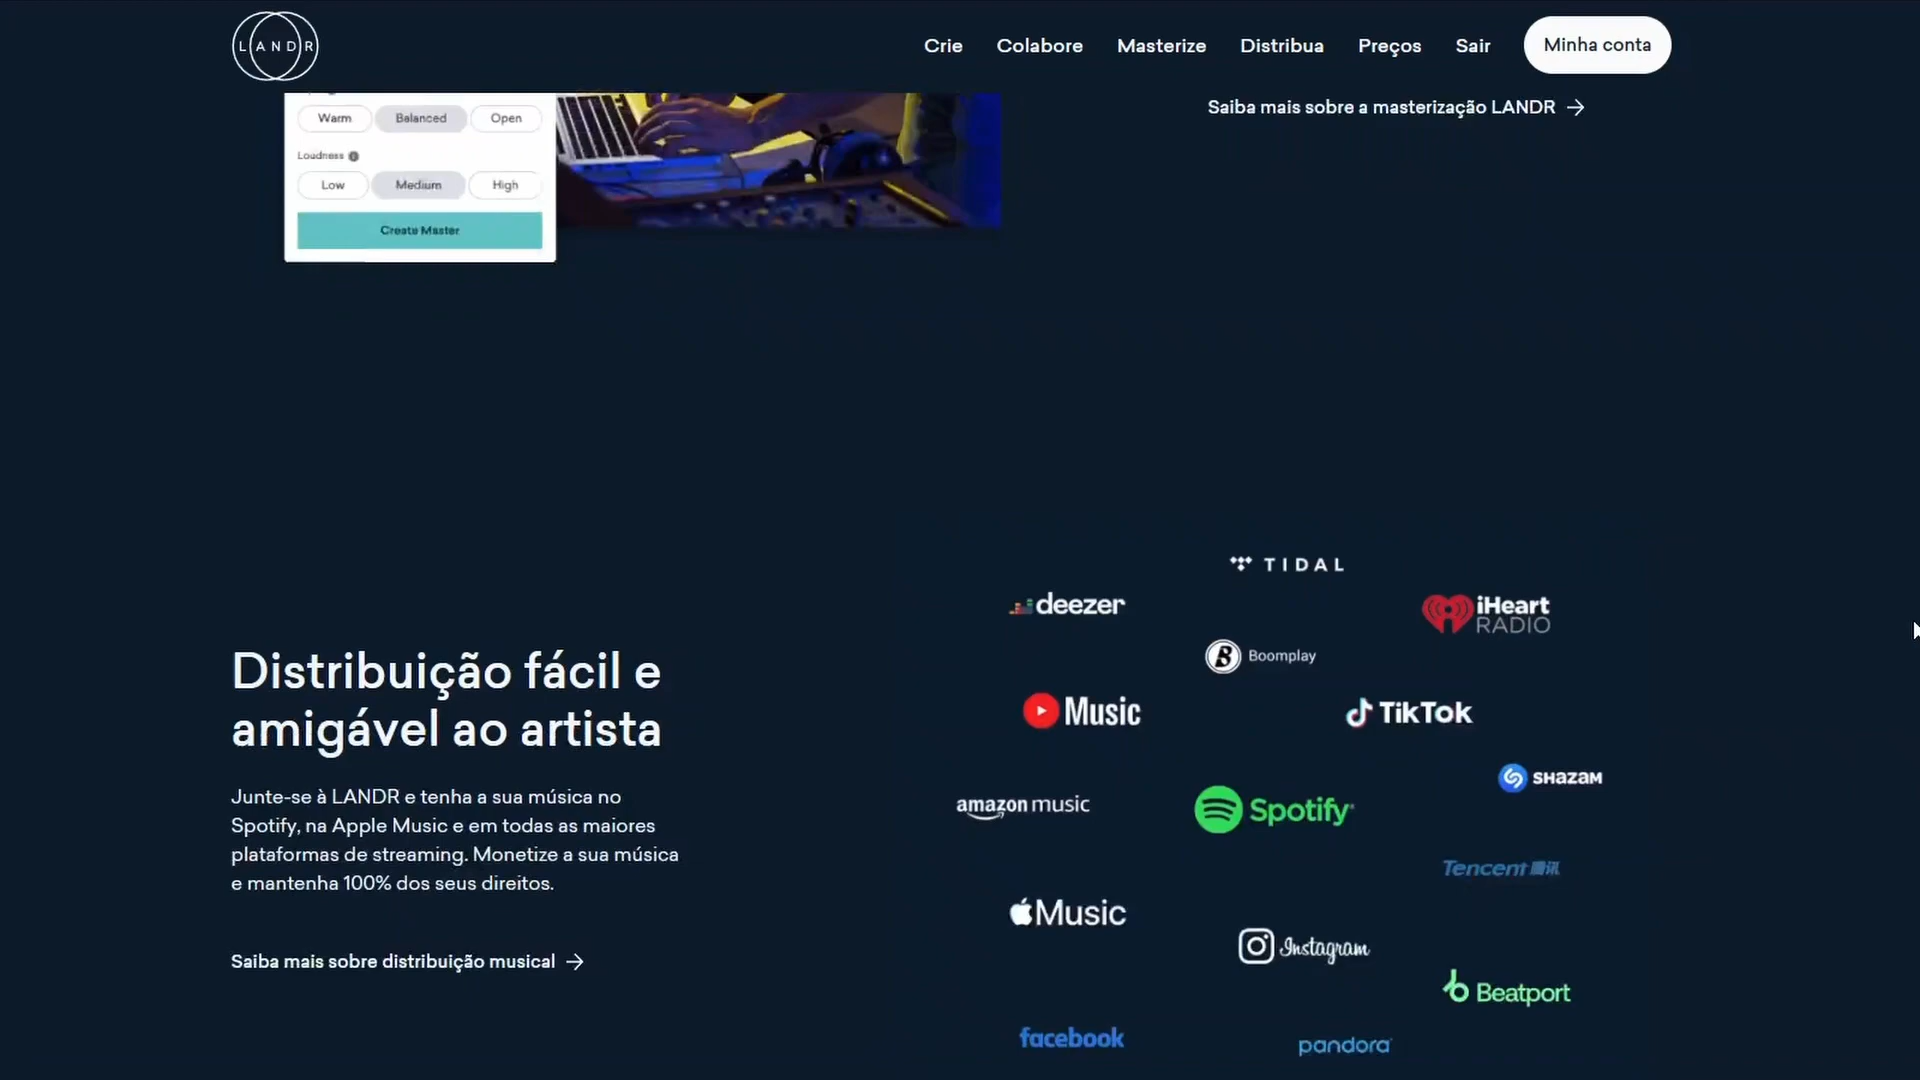 LANDR
Crie
Colabore
Masterize
Distribua
Preços
Sair
Minha conta
Saiba mais sobre a masterização LANDR →
Warm
Balanced
Open
Loudness
Low
Medium
High
Create Master
TIDAL
deezer
iHeart
RADIO
Boomplay
Music
TikTok
SHAZAM
amazon music
Spotify
Tencent 腾讯
Music
Instagram
Beatport
facebook
pandora
Distribuição fácil e
amigável ao artista
Junte-se à LANDR e tenha a sua música no
Spotify, na Apple Music e em todas as maiores
plataformas de streaming. Monetize a sua música
e mantenha 100% dos seus direitos.
Saiba mais sobre distribuição musical →